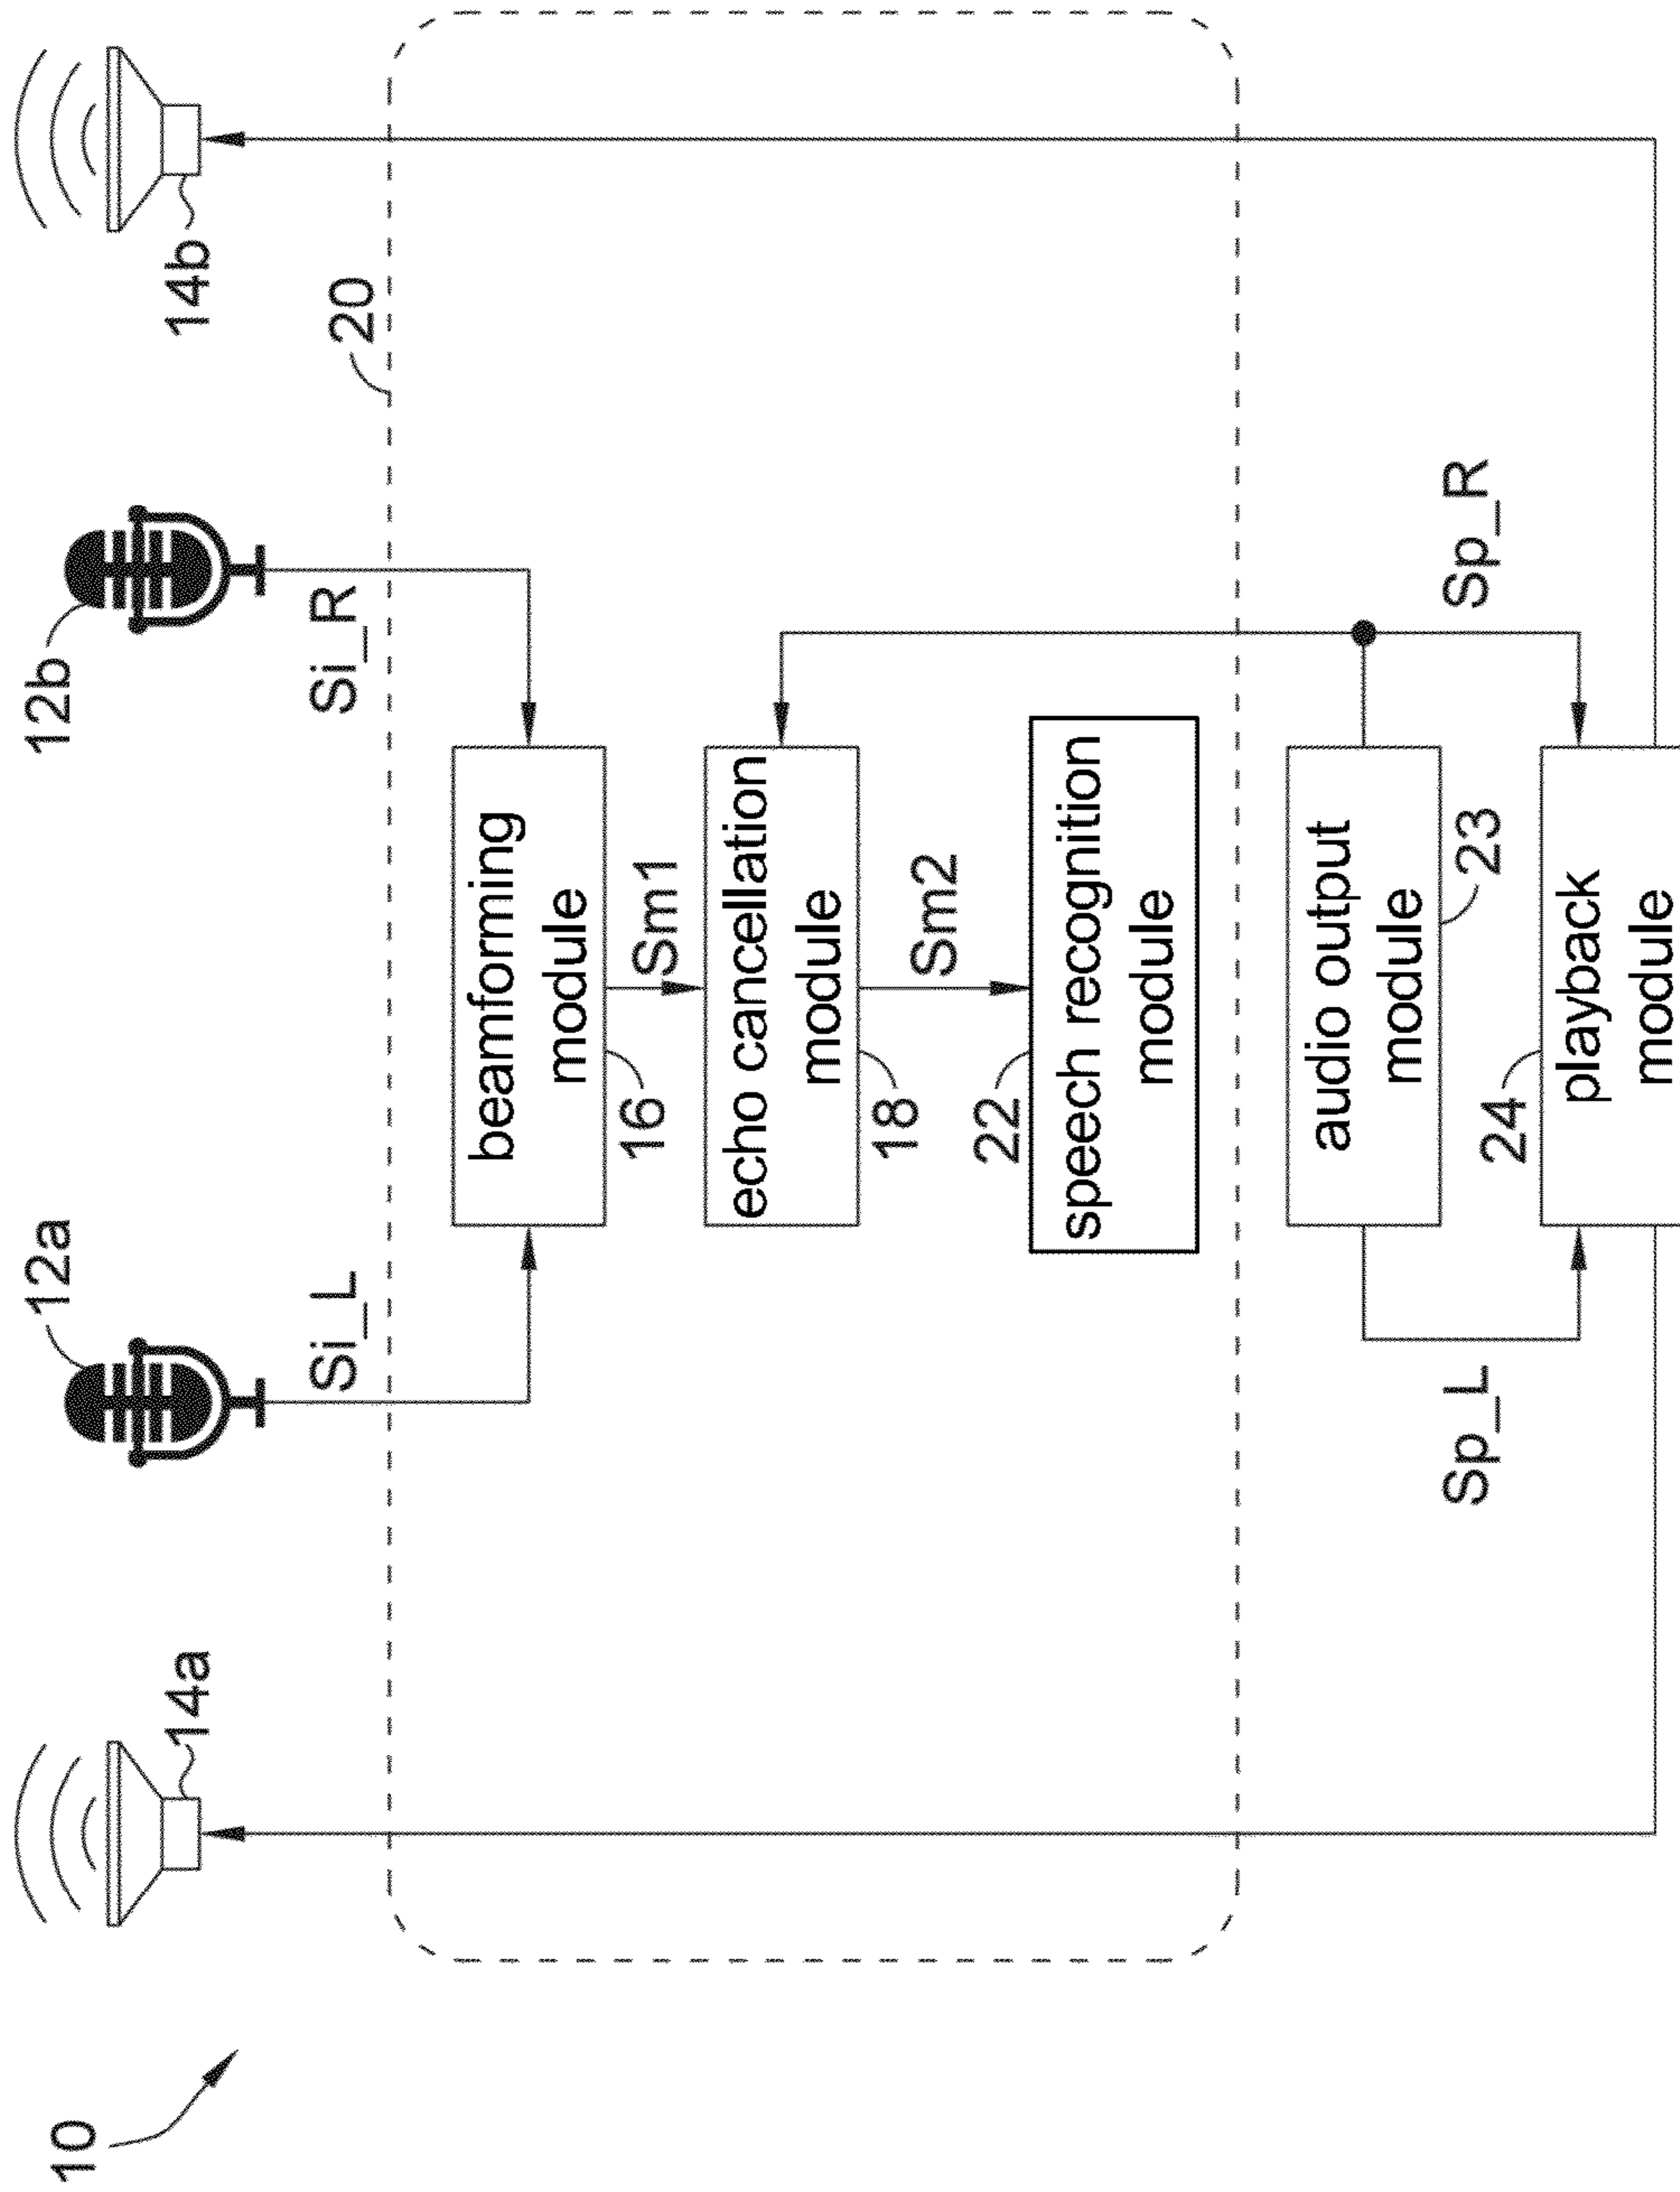 10
14a
12a
12b
14b
Si_L
Si_R
20
beamforming
module
16
Sm1
echo cancellation
module
18
Sm2
22
speech recognition
module
audio output
module
23
Sp_L
Sp_R
24
playback
module